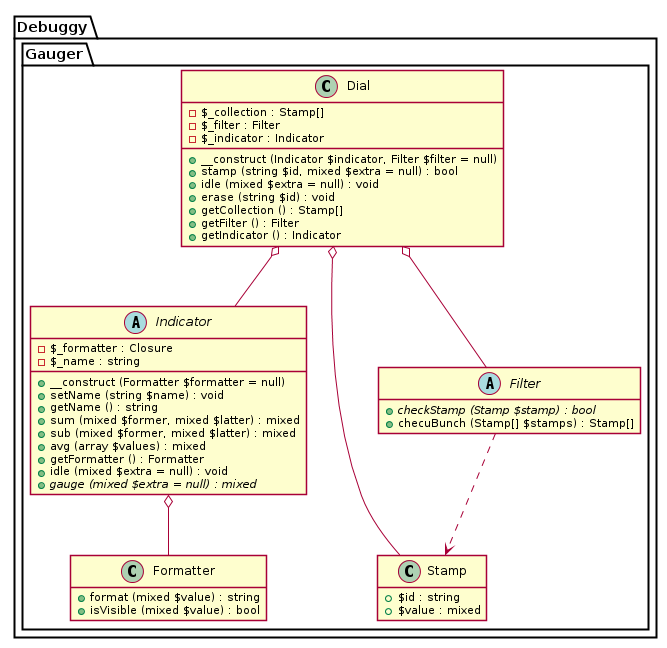 Debuggy
Gauger
C Dial
$_collection : Stamp[]
$_filter : Filter
$_indicator : Indicator
__construct (Indicator $indicator, Filter $filter = null)
stamp (string $id, mixed $extra = null) : bool
idle (mixed $extra = null) : void
erase (string $id) : void
getCollection () : Stamp[]
getFilter () : Filter
getIndicator () : Indicator
A Indicator
$_formatter : Closure
$_name : string
__construct (Formatter $formatter = null)
setName (string $name) : void
getName () : string
sum (mixed $former, mixed $latter) : mixed
sub (mixed $former, mixed $latter) : mixed
avg (array $values) : mixed
getFormatter () : Formatter
idle (mixed $extra = null) : void
gauge (mixed $extra = null) : mixed
A Filter
checkStamp (Stamp $stamp) : bool
checuBunch (Stamp[] $stamps) : Stamp[]
C Formatter
format (mixed $value) : string
isVisible (mixed $value) : bool
C Stamp
$id : string
$value : mixed